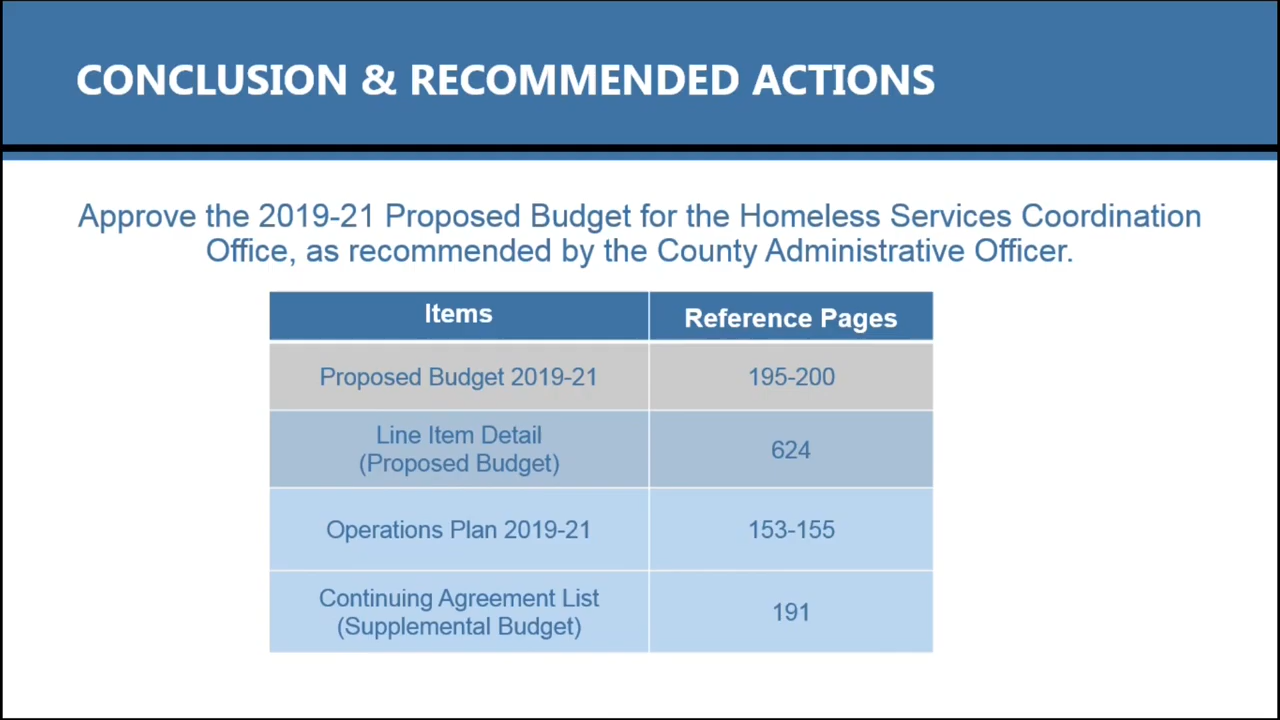 CONCLUSION & RECOMMENDED ACTIONS
Approve the 2019-21 Proposed Budget for the Homeless Services Coordination
Office, as recommended by the County Administrative Officer.
Items
Reference Pages
Proposed Budget 2019-21
195-200
Line Item Detail
(Proposed Budget)
624
Operations Plan 2019-21
153-155
Continuing Agreement List
(Supplemental Budget)
191